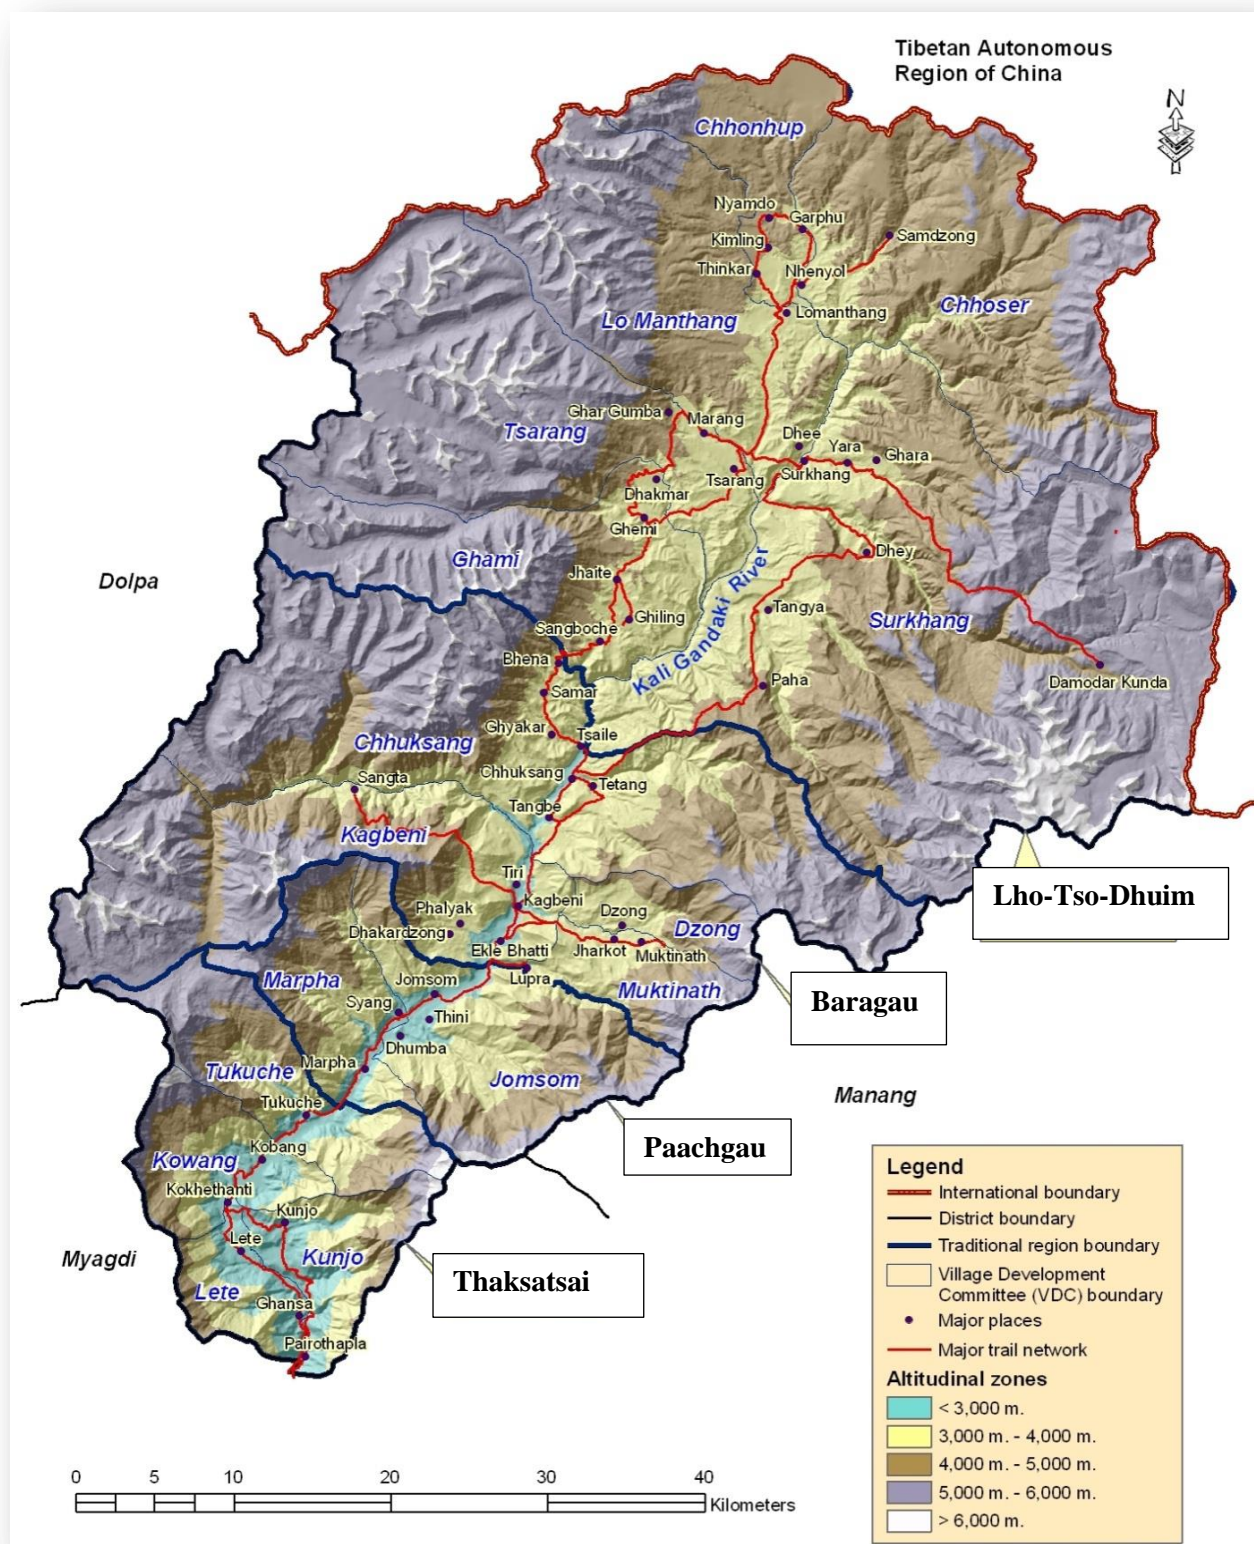 Tibetan Autonomous
Region of China
N
Chhonhup
Nyamdo
Garphu
Samdzong
Kimling
Thinkar
Nhenyol
Lo Manthang
Lomanthang
Chhoser
Ghar Gumba
Marang
Tsarang
Dhee
Yara
Ghara
Tsarang
Surkhang
Dhakmar
Ghemi
Ghami
Dhey
Dolpa
Jhaite
Kali Gandaki River
Tangya
Ghiling
Surkhang
Sangboche
Bhena
Damodar Kunda
Samar
Paha
Ghyakar
Tsaile
Chhuksang
Chhuksang
Sangta
Tetang
Tangbe
Kagbeni
Tiri
Lho-Tso-Dhuim
Kagbeni
Phalyak
Dzong
Dzong
Dhakardzong
Ekle Bhatti
Jharkot
Muktinath
Marpha
Jomsom
Lupra
Muktinath
Baragau
Syang
Thini
Dhumba
Marpha
Tukuche
Jomsom
Manang
Tukuche
Paachgau
Kobang
Kowang
Kokhethanti
Kunjo
Lete
Kunjo
Myagdi
Thaksatsai
Lete
Ghansa
Pairothapla
Legend
International boundary
District boundary
Traditional region boundary
Village Development
Committee (VDC) boundary
Major places
Major trail network
Altitudinal zones
< 3,000 m.
3,000 m. - 4,000 m.
4,000 m. - 5,000 m.
5,000 m. - 6,000 m.
> 6,000 m.
0 5 10 20 30 40
Kilometers